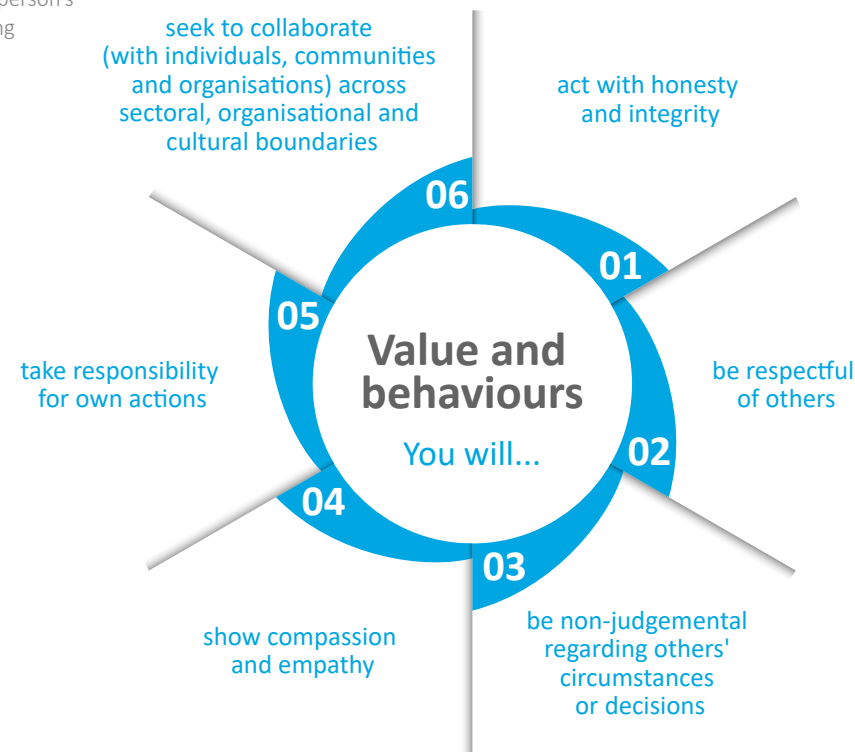 person's
ng
seek to collaborate
(with individuals, communities
and organisations) across
sectoral, organisational and
cultural boundaries
06
act with honesty
and integrity
01
05
take responsibility
for own actions
Value and
behaviours
You will...
be respectful
of others
02
04
03
show compassion
and empathy
be non-judgemental
regarding others'
circumstances
or decisions